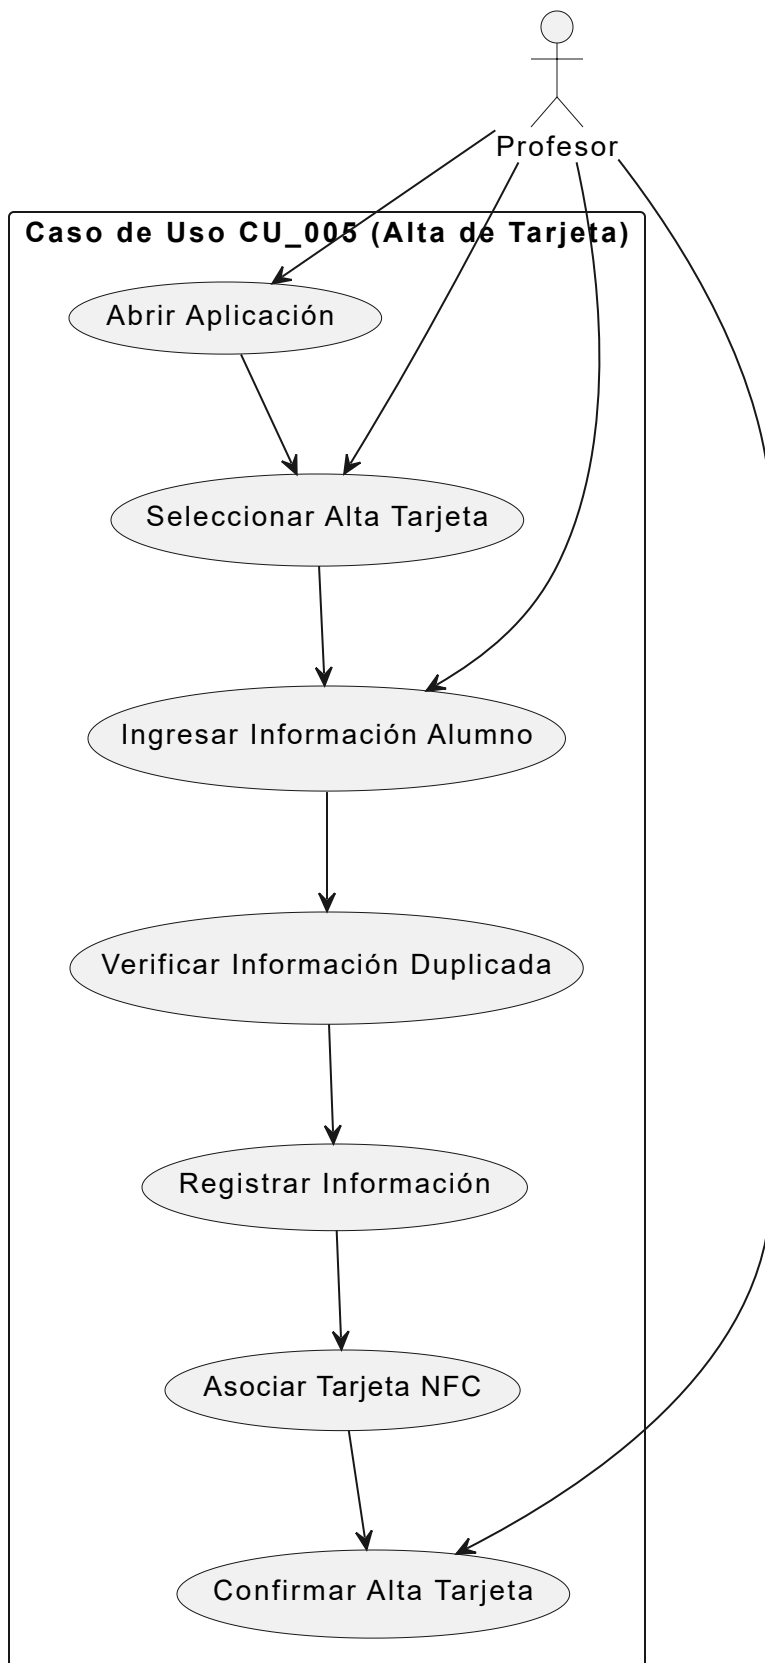 Profesor
Caso de Uso CU_005 (Alta de Tarjeta)
Abrir Aplicación
Seleccionar Alta Tarjeta
Ingresar Información Alumno
Verificar Información Duplicada
Registrar Información
Asociar Tarjeta NFC
Confirmar Alta Tarjeta